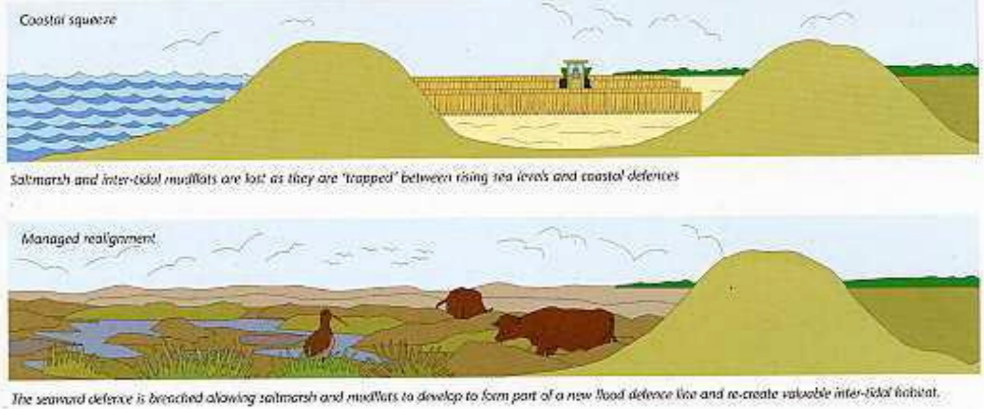 Coastal squeeze
Saltmarsh and inter-tidal mudflats are lost as they are 'trapped' between rising sea levels and coastal defences
Managed realignment
The seaward defence is breached allowing saltmarsh and mudflats to develop to form part of a new flood defence line and re-create valuable inter-tidal habitat.